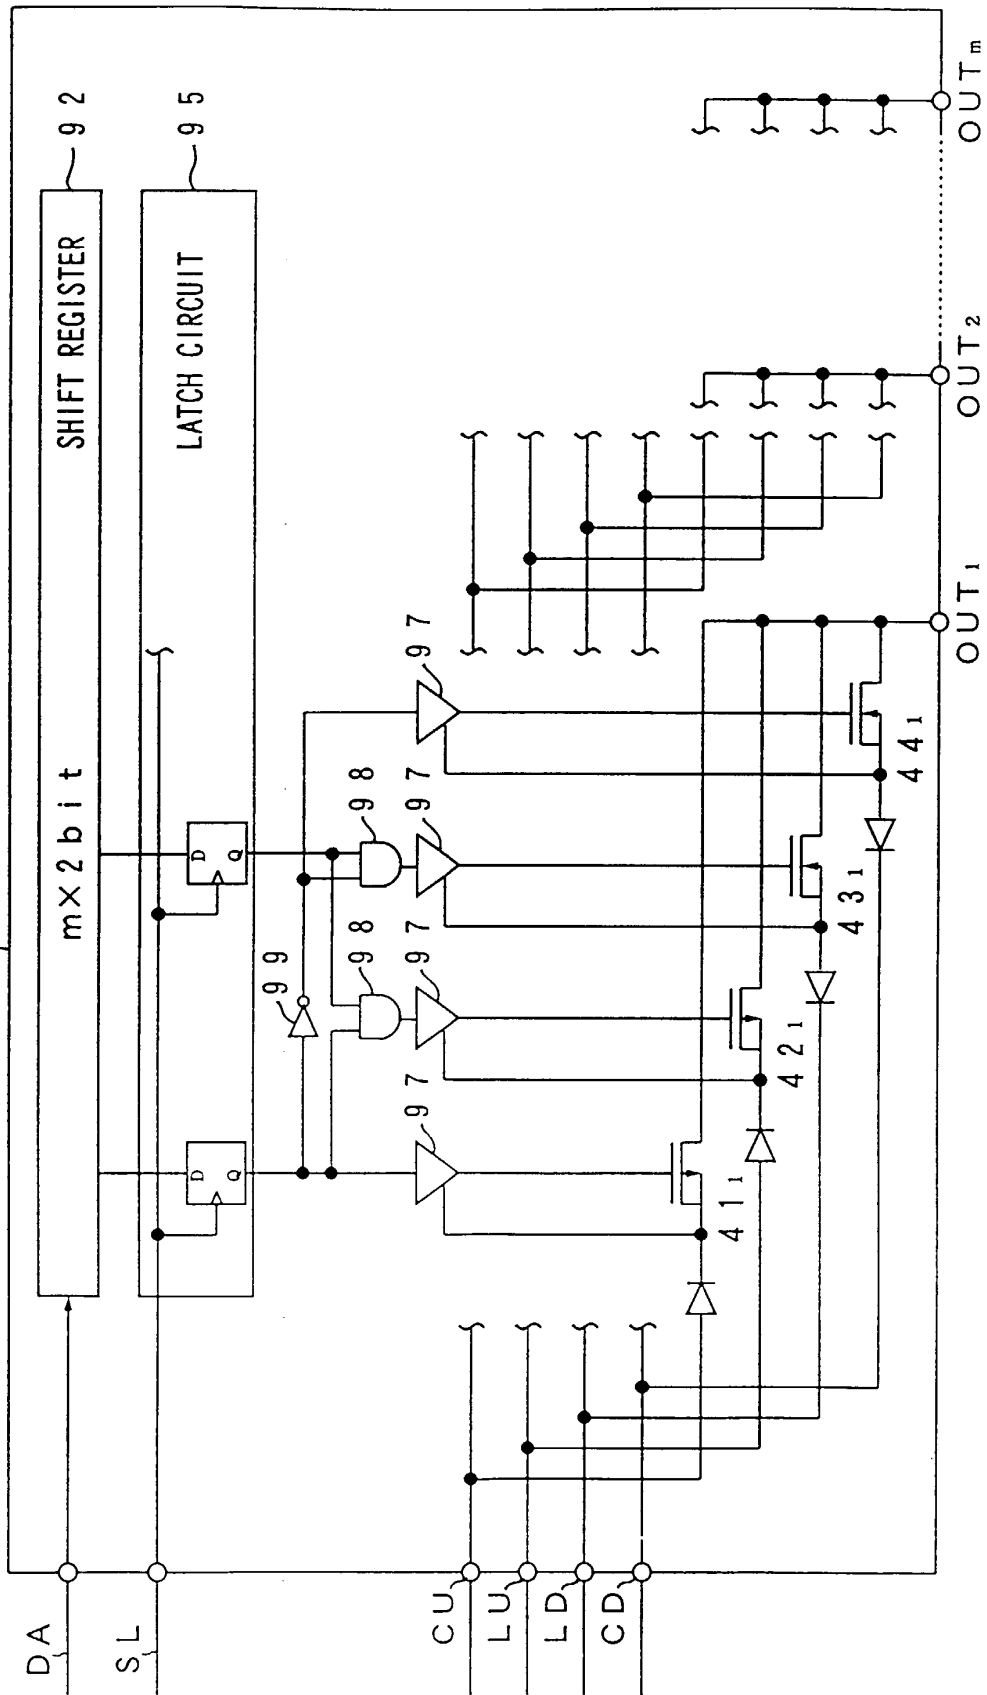 DA
SL
CU
LU
LD
CD
m×2bit SHIFT REGISTER
92
LATCH CIRCUIT
95
D
Q
D
Q
99
98
98
97
97
97
97
41₁
42₁
43₁
44₁
OUT₁
OUT₂
OUTₘ